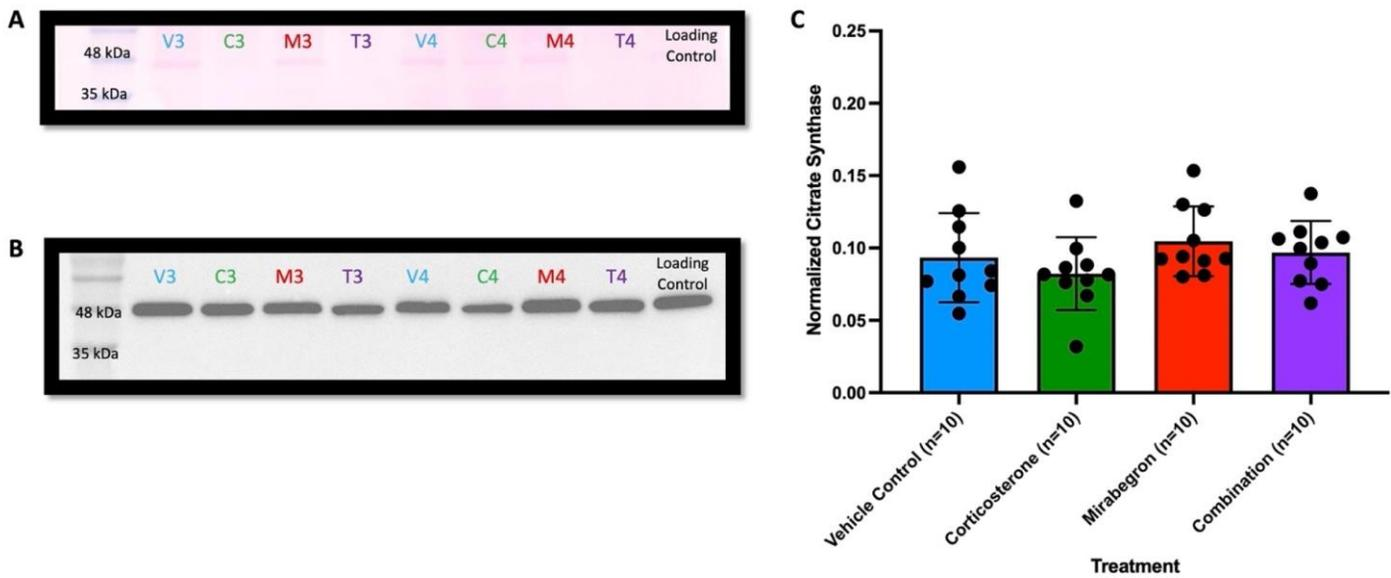 A
48 kDa
35 kDa
V3 C3 M3 T3 V4 C4 M4 T4 Loading
Control
B
48 kDa
35 kDa
V3 C3 M3 T3 V4 C4 M4 T4 Loading
Control
C
Normalized Citrate Synthase
0.25
0.20
0.15
0.10
0.05
0.00
Vehicle Control (n=10)
Corticosterone (n=10)
Mirabegron (n=10)
Combination (n=10)
Treatment